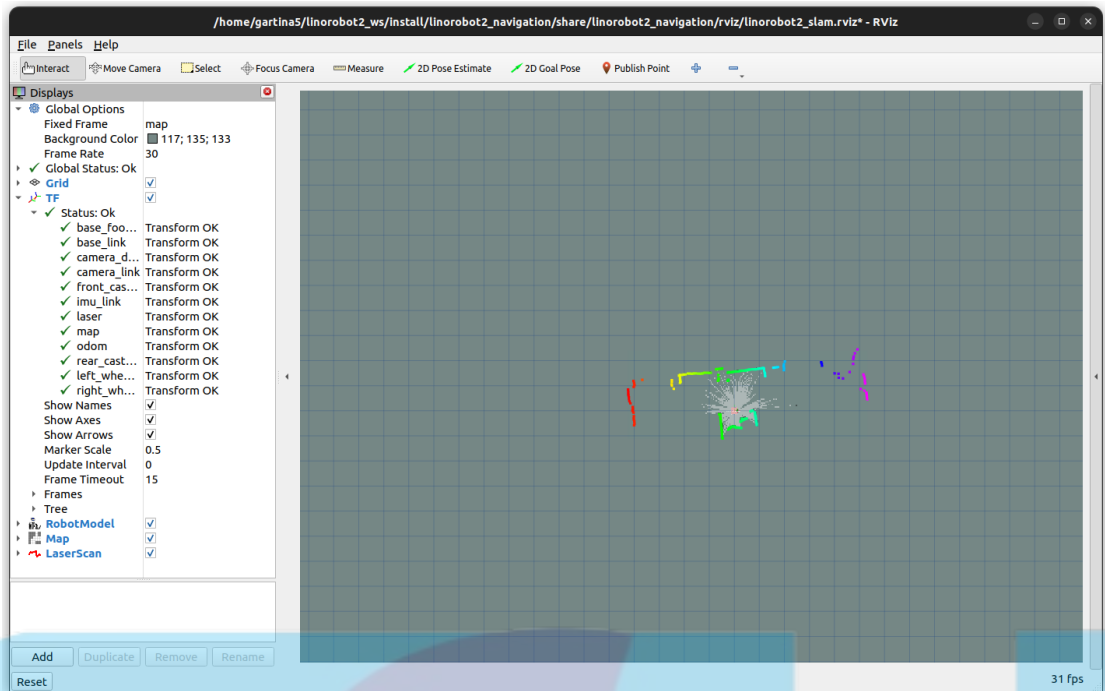 /home/gartina5/linorobot2_ws/install/linorobot2_navigation/share/linorobot2_navigation/rviz/linorobot2_slam.rviz* - RViz
File Panels Help
Interact Move Camera Select Focus Camera Measure 2D Pose Estimate 2D Goal Pose Publish Point
Displays
Global Options
Fixed Frame map
Background Color 117; 135; 133
Frame Rate 30
Global Status: Ok
Grid
TF
Status: Ok
base_foo... Transform OK
base_link Transform OK
camera_d... Transform OK
camera_link Transform OK
front_cas... Transform OK
imu_link Transform OK
laser Transform OK
map Transform OK
odom Transform OK
rear_cast... Transform OK
left_whe... Transform OK
right_wh... Transform OK
Show Names
Show Axes
Show Arrows
Marker Scale 0.5
Update Interval 0
Frame Timeout 15
Frames
Tree
RobotModel
Map
LaserScan
Add Duplicate Remove Rename
Reset 31 fps